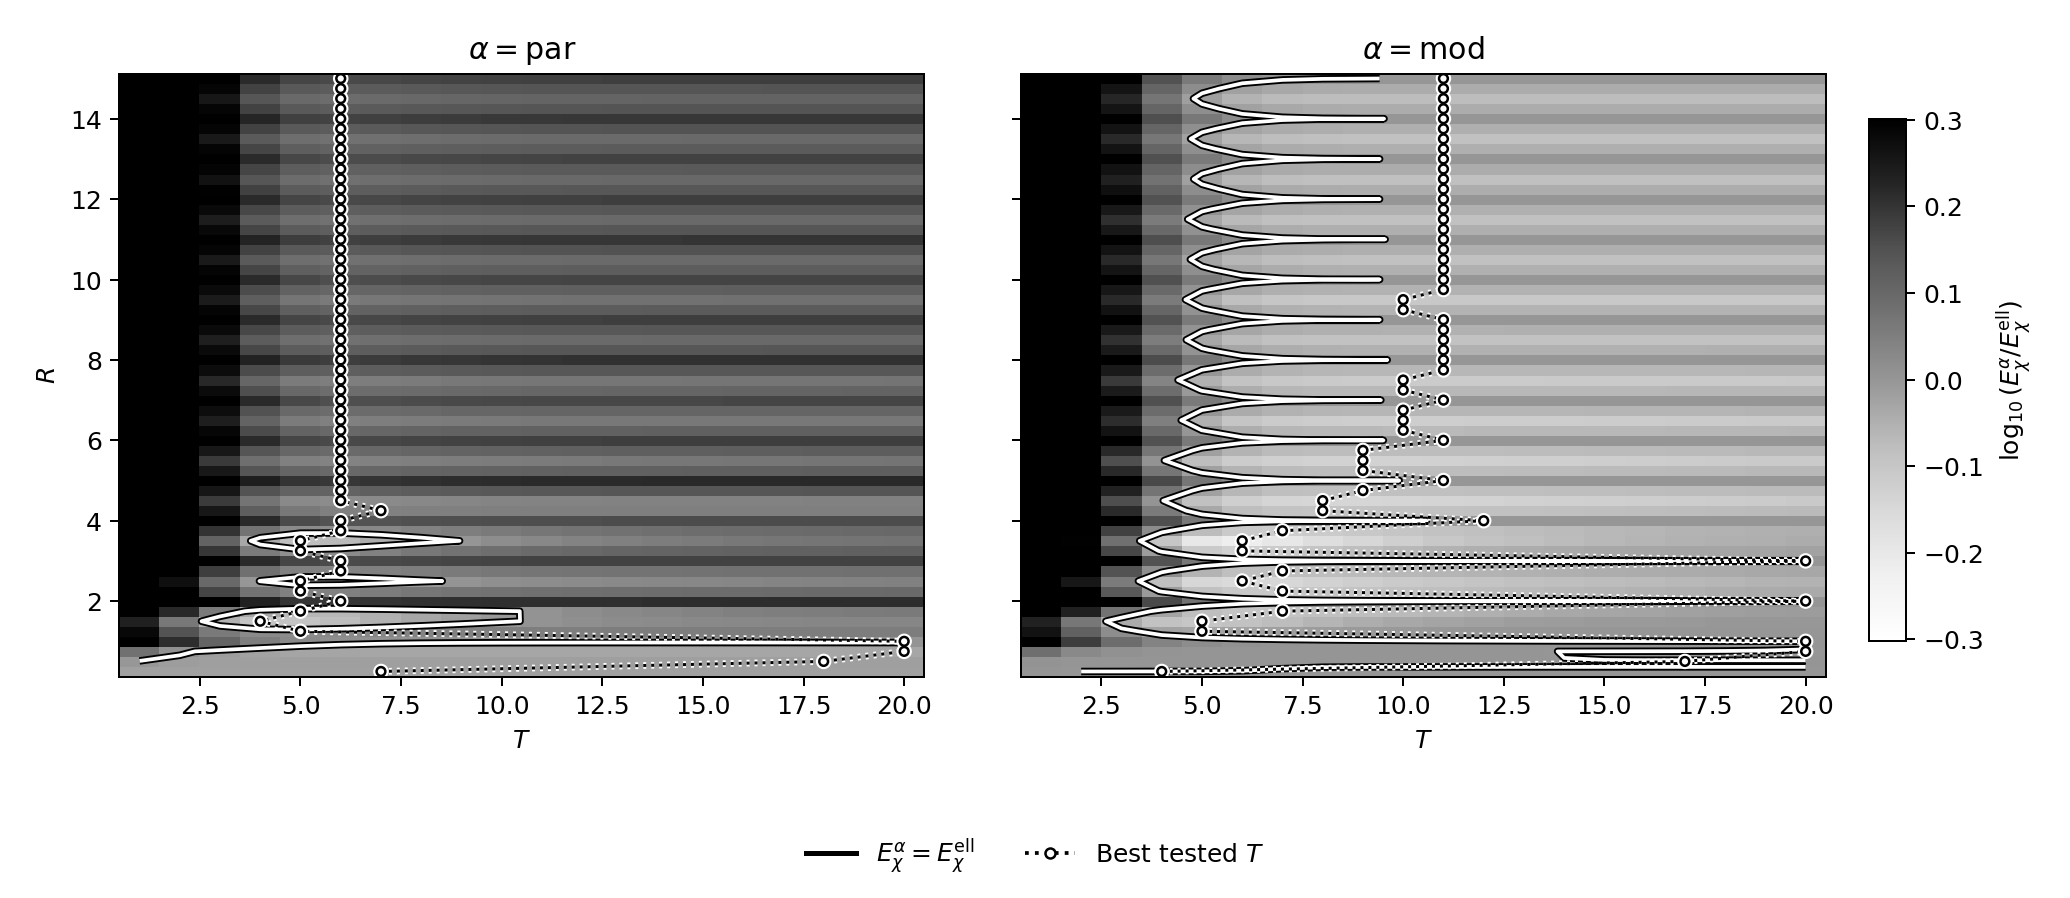 α = par
α = mod
14
12
10
8
6
4
2
R
2.5 5.0 7.5 10.0 12.5 15.0 17.5 20.0
T
2.5 5.0 7.5 10.0 12.5 15.0 17.5 20.0
T
0.3
0.2
0.1
0.0
−0.1
−0.2
−0.3
log₁₀ (E^α_χ/E^ell_χ)
E^α_χ = E^ell_χ
Best tested T